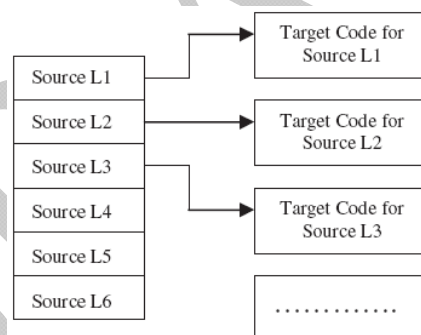 Source L1
Source L2
Source L3
Source L4
Source L5
Source L6
Target Code for
Source L1
Target Code for
Source L2
Target Code for
Source L3
.............